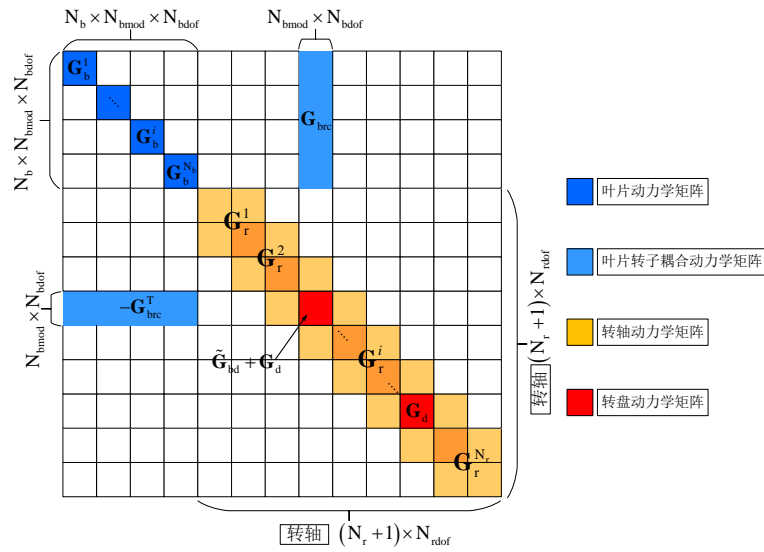 N_b × N_bmod × N_bdof
N_bmod × N_bdof
N_b × N_bmod × N_bdof
G_b^1
⋱
G_b^i
G_b^{N_b}
G_brc
G_r^1
G_r^2
N_bmod × N_bdof
−G_brc^T
G̃_bd + G_d
⋱
G_r^i
⋱
G_d
G_r^{N_r}
转轴 (N_r + 1) × N_rdof
转轴 (N_r + 1) × N_rdof
叶片动力学矩阵
叶片转子耦合动力学矩阵
转轴动力学矩阵
转盘动力学矩阵